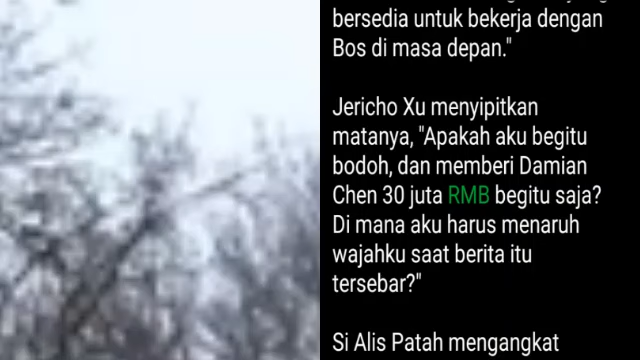 bersedia untuk bekerja dengan
Bos di masa depan."
Jericho Xu menyipitkan
matanya, "Apakah aku begitu
bodoh, dan memberi Damian
Chen 30 juta RMB begitu saja?
Di mana aku harus menaruh
wajahku saat berita itu
tersebar?"
Si Alis Patah mengangkat